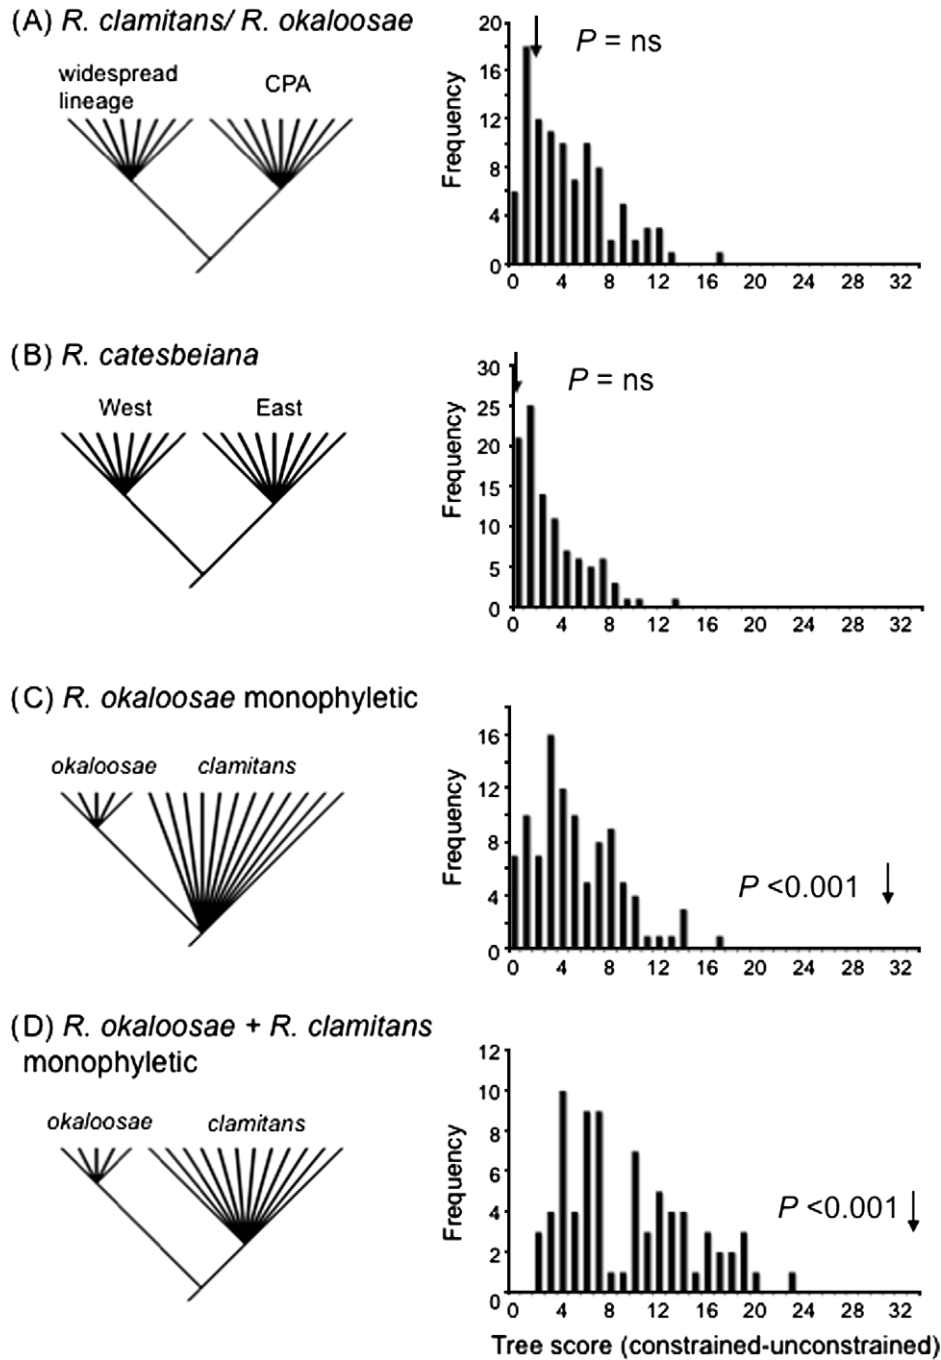 (A) R. clamitans/ R. okaloosae
widespread
lineage
CPA
Frequency
20
16
12
8
4
0
P = ns
0 4 8 12 16 20 24 28 32
(B) R. catesbeiana
West East
Frequency
30
25
20
15
10
5
0
P = ns
0 4 8 12 16 20 24 28 32
(C) R. okaloosae monophyletic
okaloosae clamitans
Frequency
16
12
8
4
0
P <0.001
0 4 8 12 16 20 24 28 32
(D) R. okaloosae + R. clamitans
monophyletic
okaloosae clamitans
Frequency
12
10
8
6
4
2
0
P <0.001
0 4 8 12 16 20 24 28 32
Tree score (constrained-unconstrained)